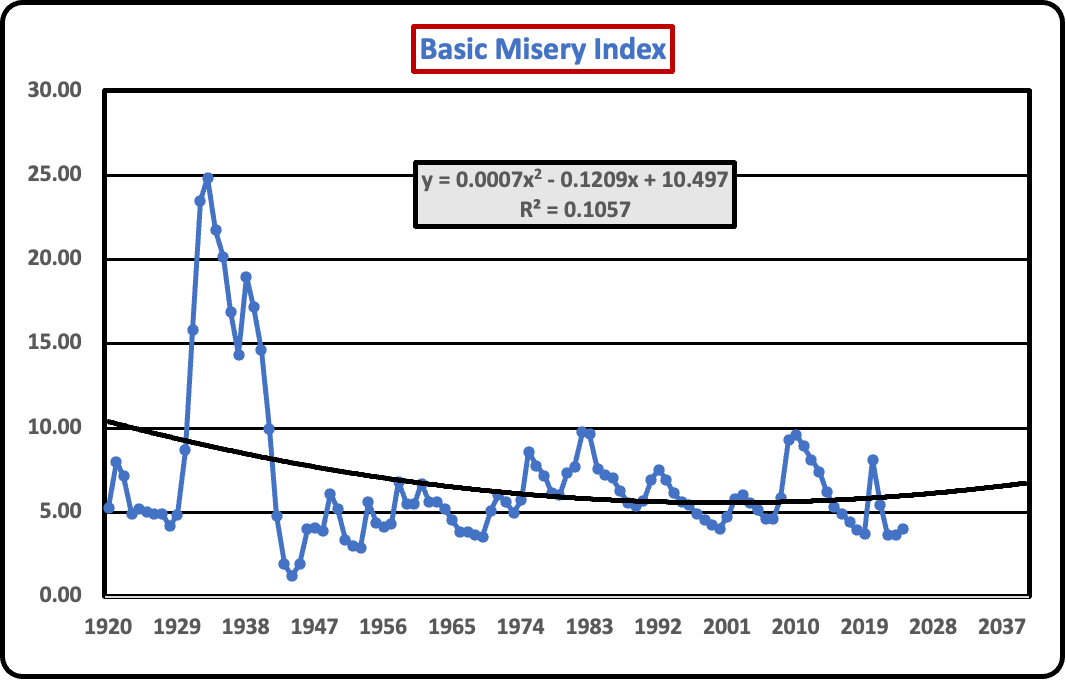 Basic Misery Index
30.00
y = 0.0007x² - 0.1209x + 10.497
R² = 0.1057
25.00
20.00
15.00
10.00
5.00
0.00
1920 1929 1938 1947 1956 1965 1974 1983 1992 2001 2010 2019 2028 2037